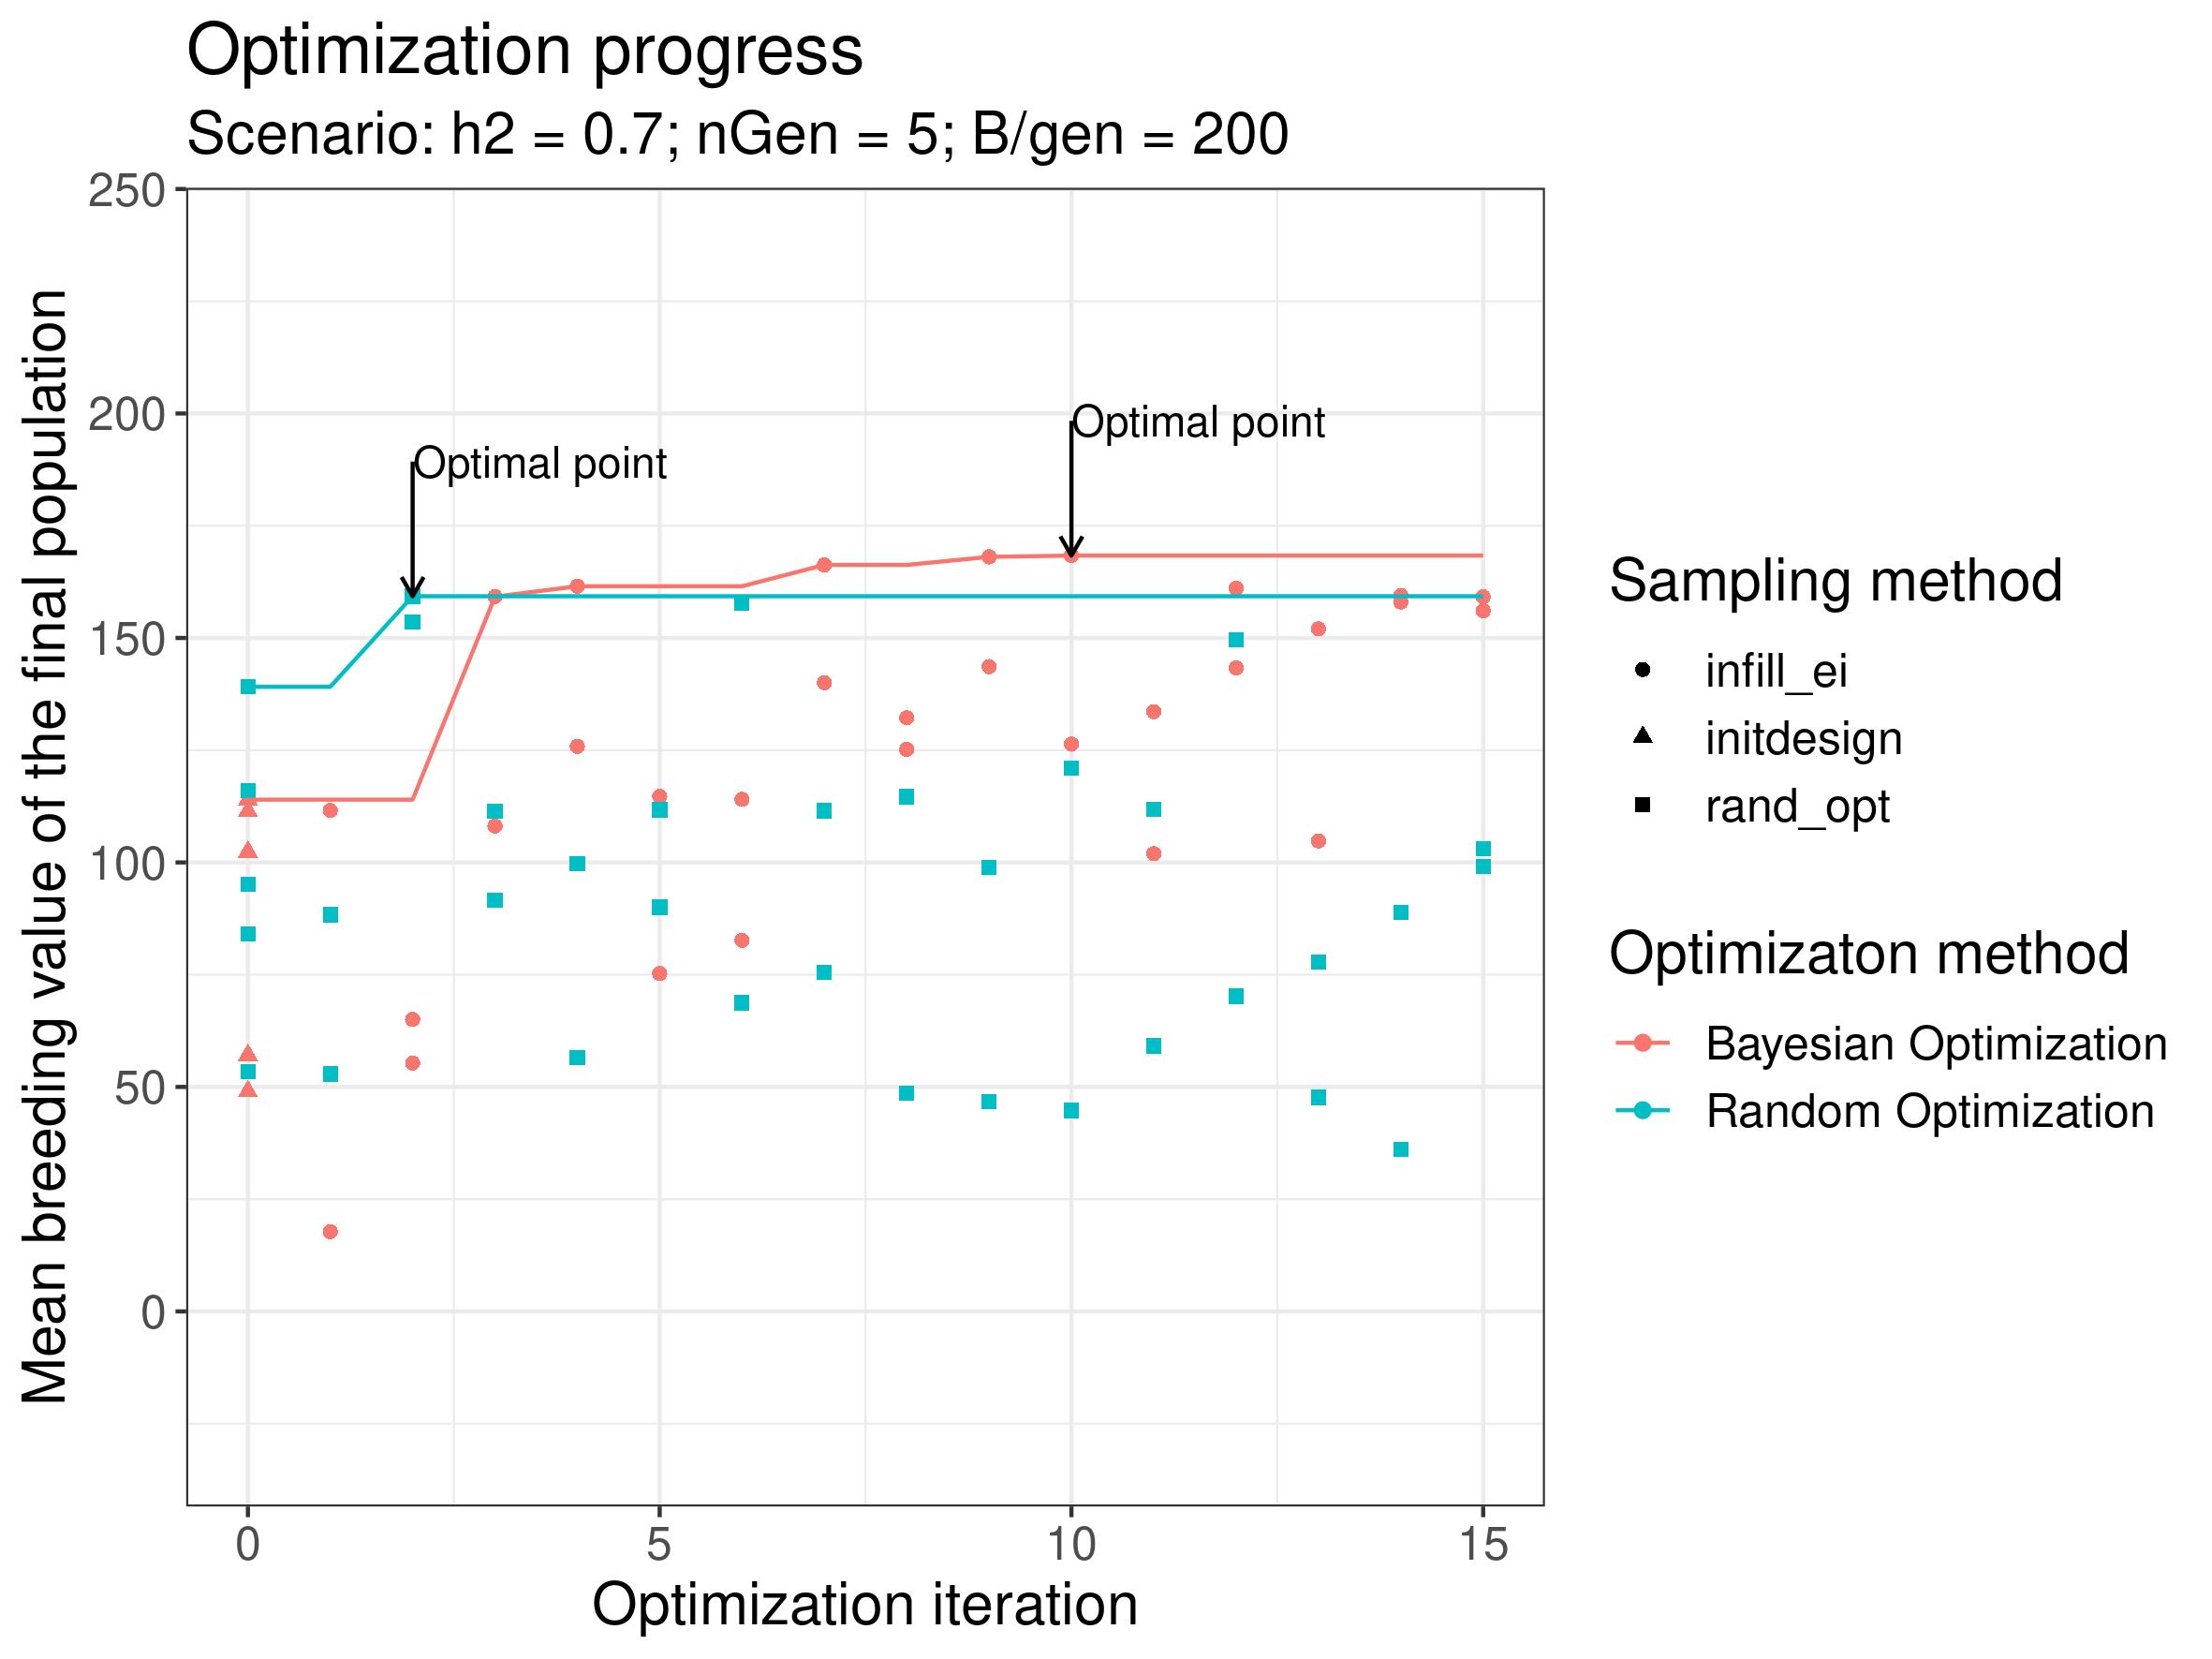 Optimization progress
Scenario: h2 = 0.7; nGen = 5; B/gen = 200
Mean breeding value of the final population
250
200
150
100
50
0
Optimal point
Optimal point
0
5
10
15
Optimization iteration
Sampling method
infill_ei
initdesign
rand_opt
Optimizaton method
Bayesian Optimization
Random Optimization